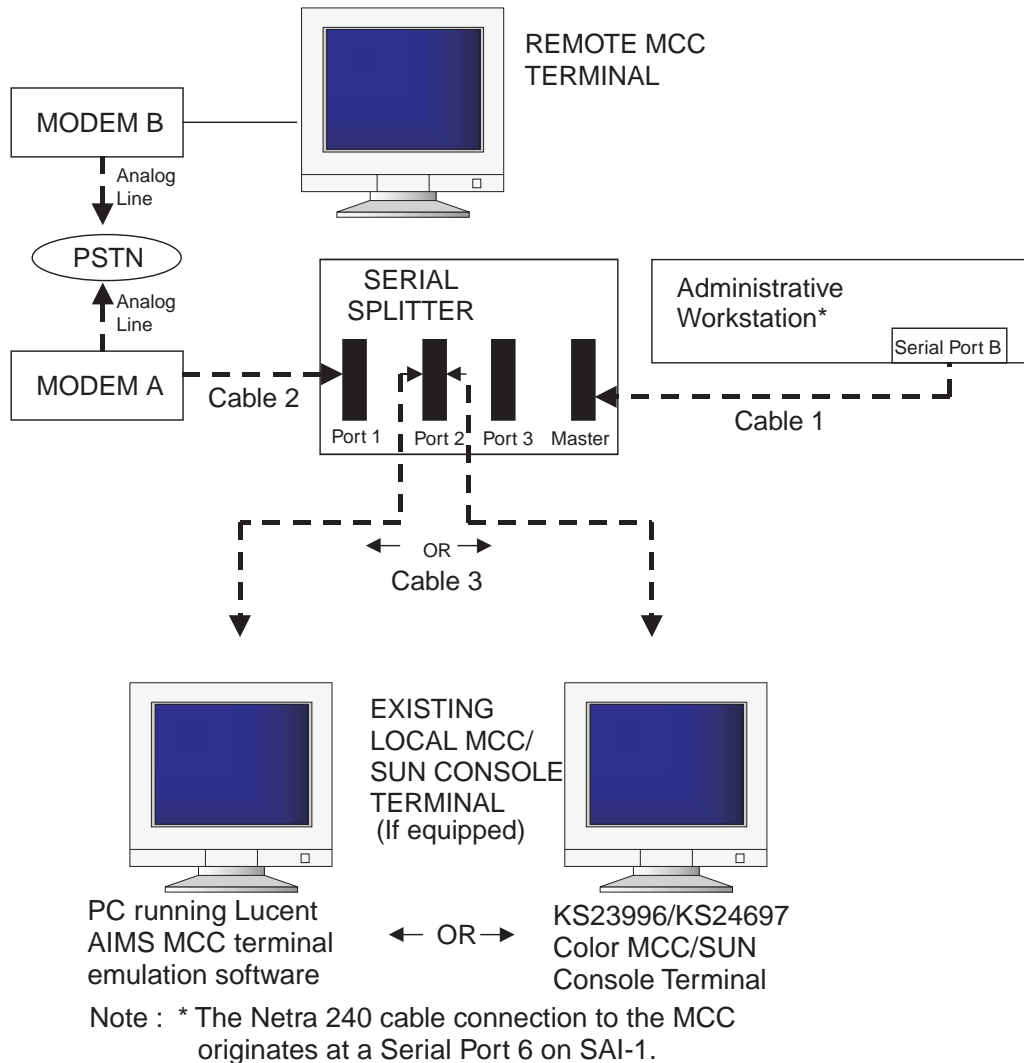 REMOTE MCC
TERMINAL
MODEM B
Analog
Line
PSTN
Analog
Line
MODEM A
Cable 2
SERIAL
SPLITTER
Port 1
Port 2
Port 3
Master
Administrative
Workstation*
Serial Port B
Cable 1
OR
Cable 3
EXISTING
LOCAL MCC/
SUN CONSOLE
TERMINAL
(If equipped)
PC running Lucent
AIMS MCC terminal
emulation software
OR
KS23996/KS24697
Color MCC/SUN
Console Terminal
Note : * The Netra 240 cable connection to the MCC
originates at a Serial Port 6 on SAI-1.